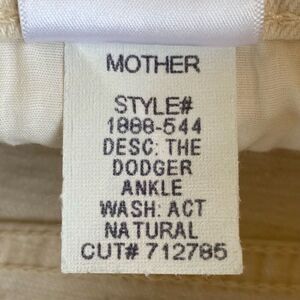 MOTHER
STYLE#
1888-544
DESC: THE
DODGER
ANKLE
WASH: ACT
NATURAL
CUT# 712785